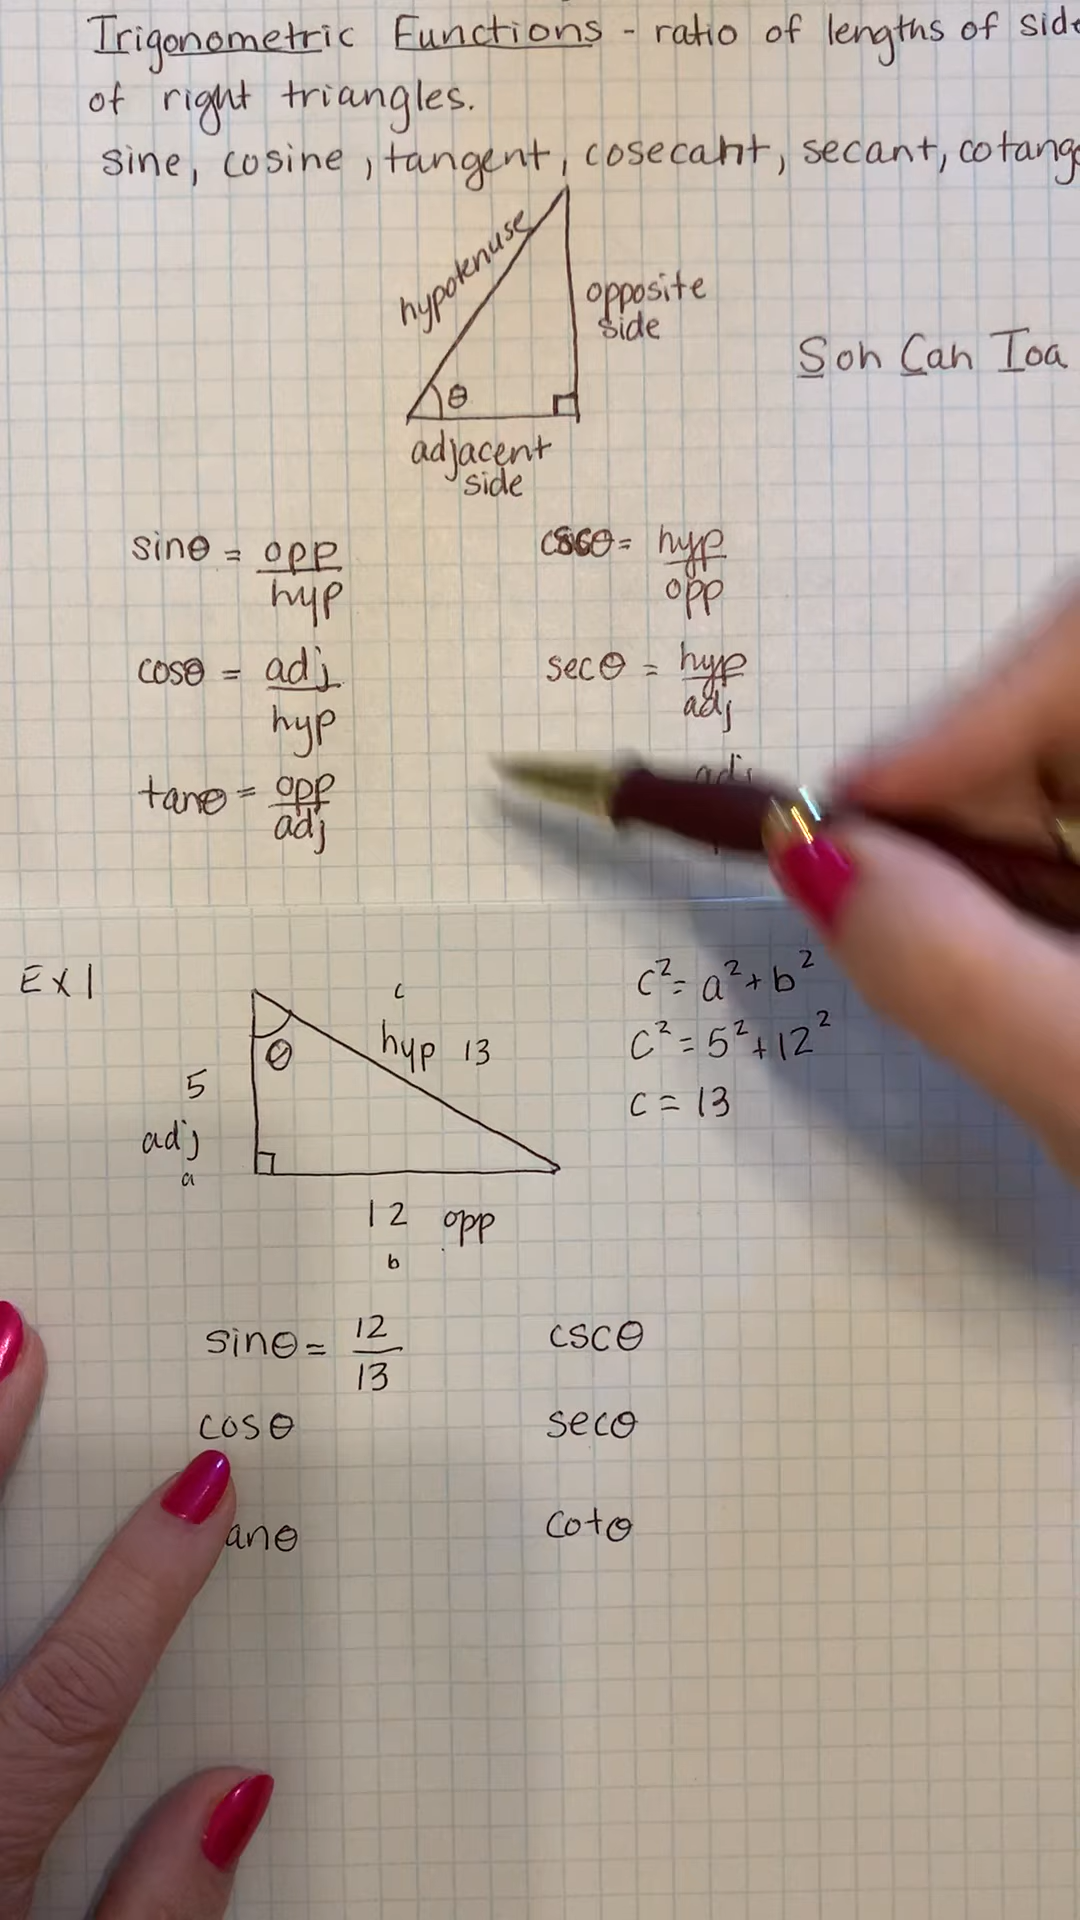 Trigonometric Functions - ratio of lengths of side
of right triangles.
sine, cosine, tangent, cosecant, secant, cotange
hypotenuse
opposite
side
Soh Cah Toa
θ
adjacent
side
sinθ = opp/hyp
cscθ = hyp/opp
cosθ = adj/hyp
secθ = hyp/adj
tanθ = opp/adj
adj
Ex 1
c
c² = a² + b²
θ
hyp 13
c² = 5² + 12²
5
c = 13
adj
a
12 opp
b
sinθ = 12/13
cscθ
cosθ
secθ
anθ
cotθ